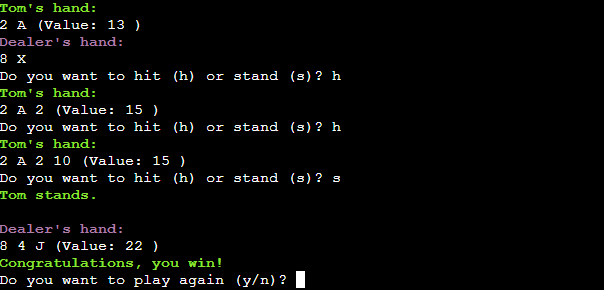 Tom's hand:
2 A (Value: 13 )
Dealer's hand:
8 X
Do you want to hit (h) or stand (s)? h
Tom's hand:
2 A 2 (Value: 15 )
Do you want to hit (h) or stand (s)? h
Tom's hand:
2 A 2 10 (Value: 15 )
Do you want to hit (h) or stand (s)? s
Tom stands.
Dealer's hand:
8 4 J (Value: 22 )
Congratulations, you win!
Do you want to play again (y/n)?